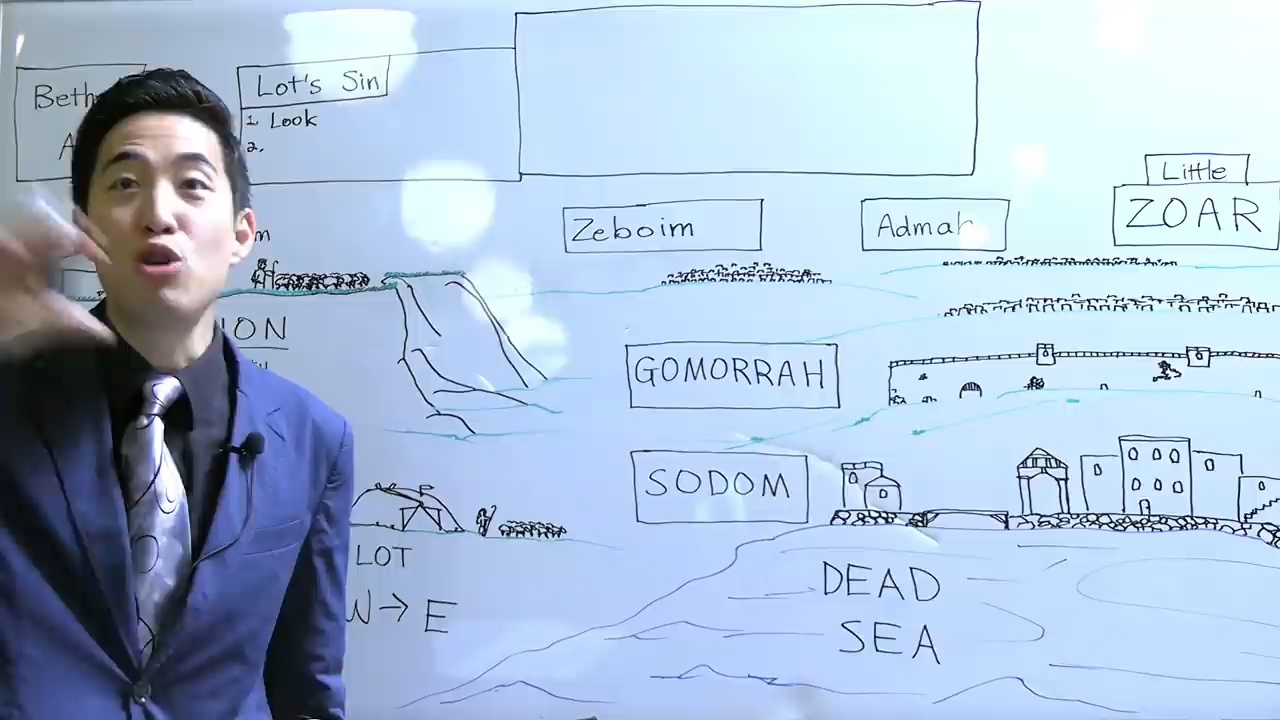 Lot's Sin
1. Look
2.
Little
ZOAR
Zeboim
Admah
GOMORRAH
SODOM
LOT
W → E
DEAD
SEA